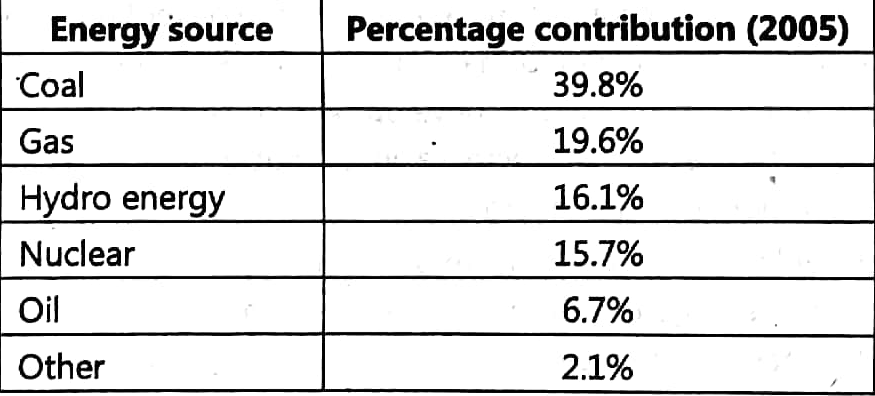 Energy source Percentage contribution (2005)
Coal 39.8%
Gas 19.6%
Hydro energy 16.1%
Nuclear 15.7%
Oil 6.7%
Other 2.1%